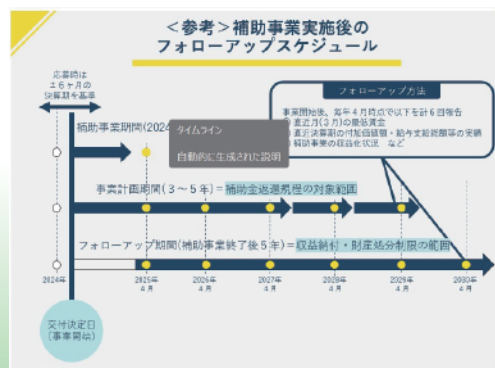 ＜参考＞補助事業実施後の
フォローアップスケジュール
応募時は
±6ヶ月の
決算期を基準
フォローアップ方法
事業開始後、毎年4月時点で以下を計6回報告
直近月(3月)の最低賃金
直近決算期の付加価値額・給与支給総額等の実績
補助事業の収益化状況 など
補助事業期間(2024
タイムライン
自動的に生成された説明
事業計画期間(3～5年)＝補助金返還規程の対象範囲
フォローアップ期間(補助事業終了後5年)＝収益納付・財産処分制限の範囲
2024年
2025年
4月
2026年
4月
2027年
4月
2028年
4月
2029年
4月
2030年
4月
交付決定日
(事業開始)